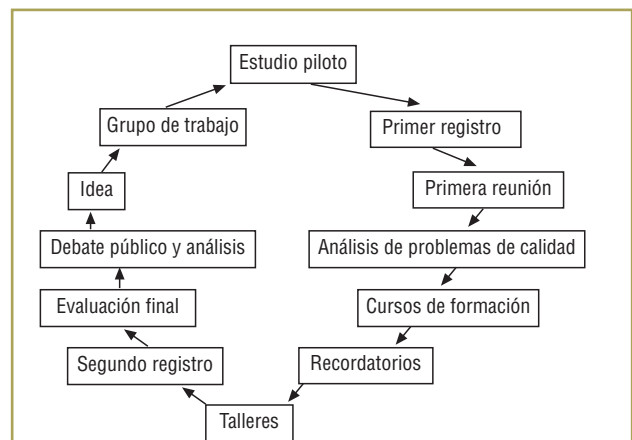 Estudio piloto
Grupo de trabajo
Primer registro
Idea
Primera reunión
Debate público y análisis
Análisis de problemas de calidad
Evaluación final
Cursos de formación
Segundo registro
Recordatorios
Talleres